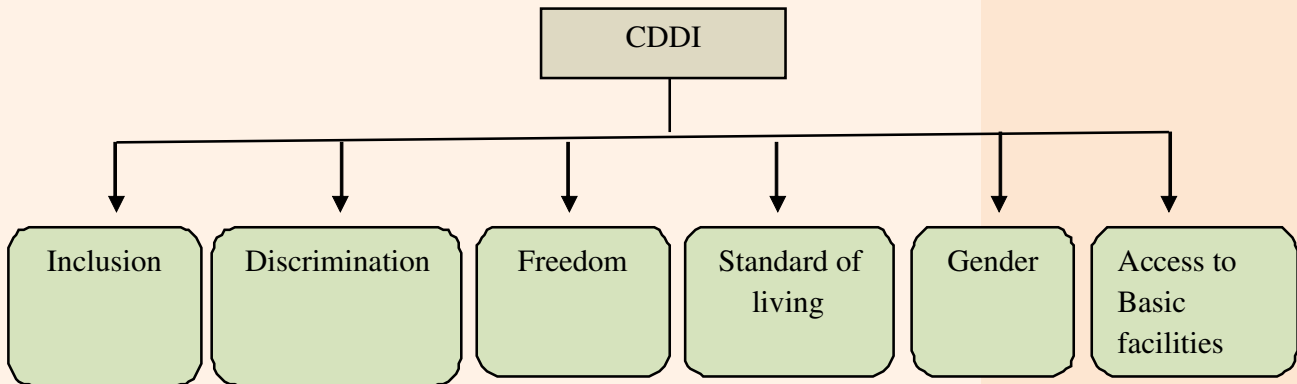 CDDI
Inclusion
Discrimination
Freedom
Standard of
living
Gender
Access to
Basic
facilities